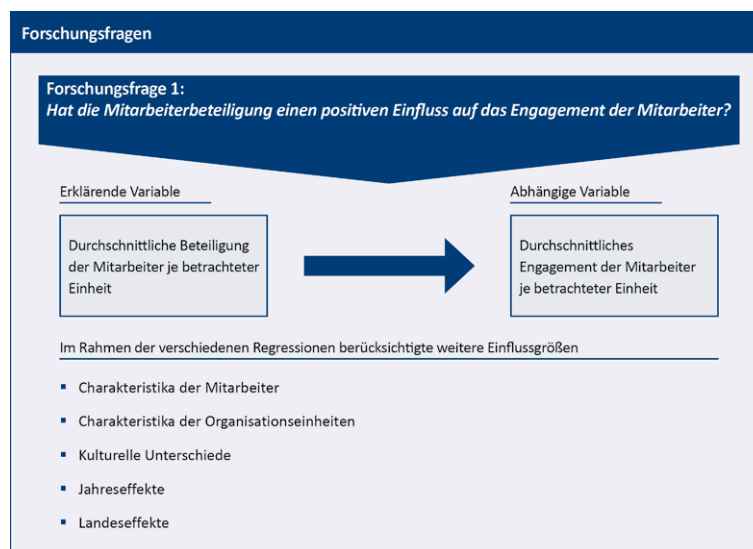 Forschungsfragen
Forschungsfrage 1:
Hat die Mitarbeiterbeteiligung einen positiven Einfluss auf das Engagement der Mitarbeiter?
Erklärende Variable
Durchschnittliche Beteiligung
der Mitarbeiter je betrachteter
Einheit
Abhängige Variable
Durchschnittliches
Engagement der Mitarbeiter
je betrachteter Einheit
Im Rahmen der verschiedenen Regressionen berücksichtigte weitere Einflussgrößen
▪ Charakteristika der Mitarbeiter
▪ Charakteristika der Organisationseinheiten
▪ Kulturelle Unterschiede
▪ Jahreseffekte
▪ Landeseffekte